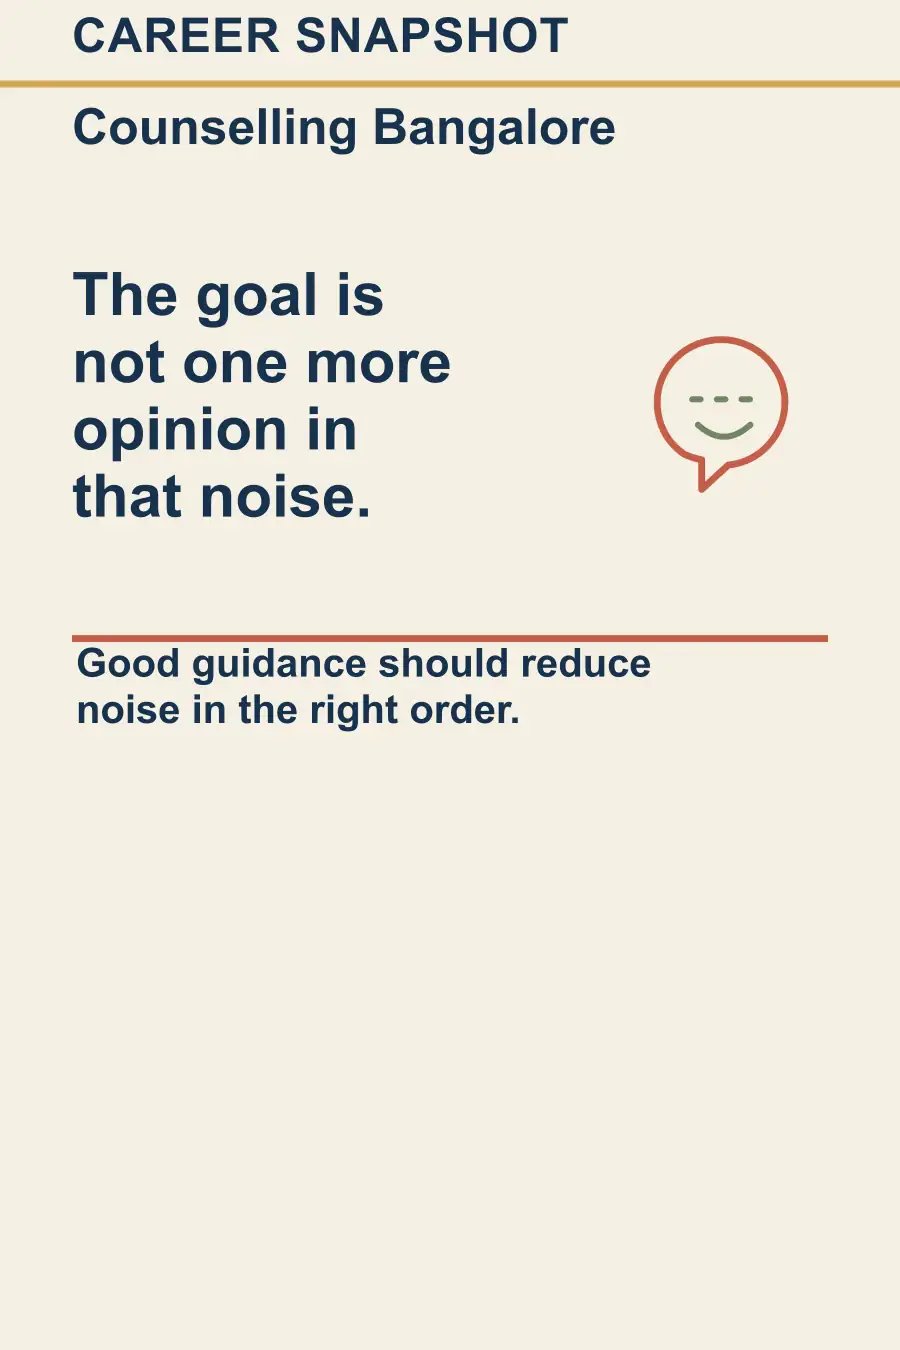 CAREER SNAPSHOT
Counselling Bangalore
The goal is
not one more
opinion in
that noise.
Good guidance should reduce
noise in the right order.